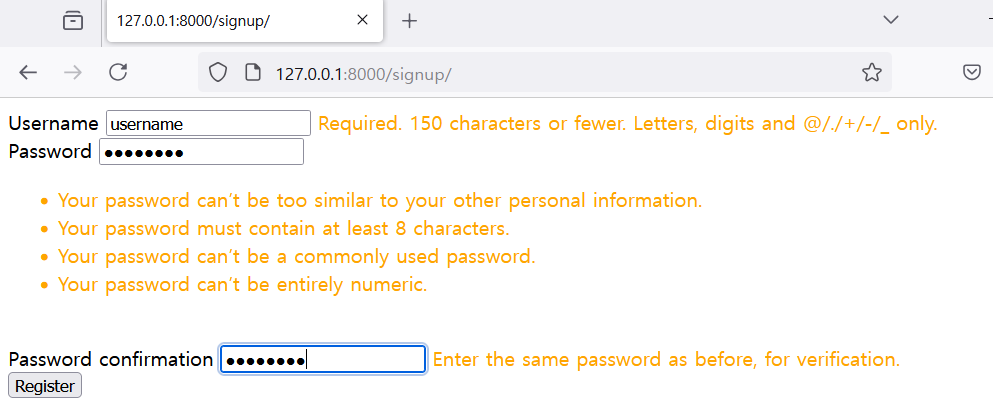 127.0.0.1:8000/signup/
127.0.0.1:8000/signup/
Username username Required. 150 characters or fewer. Letters, digits and @/./+/-/_ only.
Password ●●●●●●●●
• Your password can't be too similar to your other personal information.
• Your password must contain at least 8 characters.
• Your password can't be a commonly used password.
• Your password can't be entirely numeric.
Password confirmation ●●●●●●●● Enter the same password as before, for verification.
Register